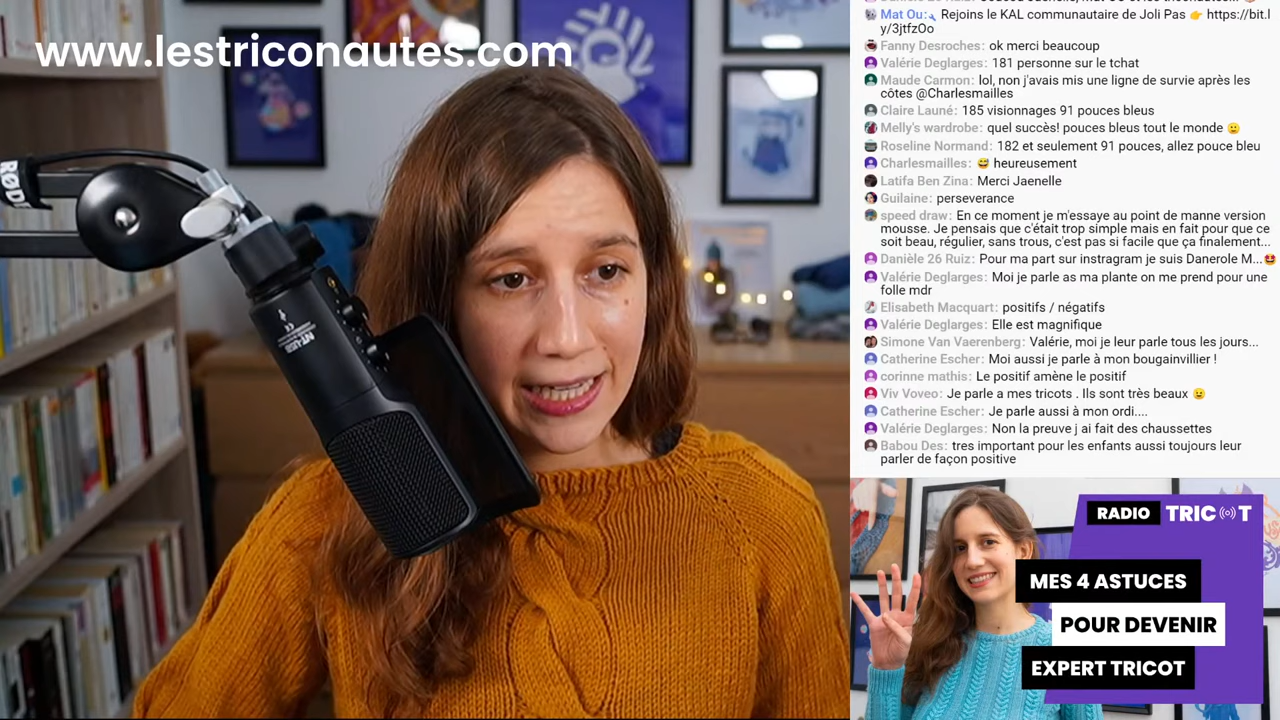 www.lestriconautes.com
RØDE
NT-USB
Mat Ou: Rejoins le KAL communautaire de Joli Pas 👉 https://bit.l
y/3jtfzOo
Fanny Desroches: ok merci beaucoup
Valérie Deglarges: 181 personne sur le tchat
Maude Carmon: lol, non j'avais mis une ligne de survie après les
côtes @Charlesmailles
Claire Launé: 185 visionnages 91 pouces bleus
Melly's wardrobe: quel succès! pouces bleus tout le monde 🙂
Roseline Normand: 182 et seulement 91 pouces, allez pouce bleu
Charlesmailles: 😅 heureusement
Latifa Ben Zina: Merci Jaenelle
Guilaine: perseverance
speed draw: En ce moment je m'essaye au point de manne version
mousse. Je pensais que c'était trop simple mais en fait pour que ce
soit beau, régulier, sans trous, c'est pas si facile que ça finalement...
Danièle 26 Ruiz: Pour ma part sur instragram je suis Danerole M...🤩
Valérie Deglarges: Moi je parle as ma plante on me prend pour une
folle mdr
Elisabeth Macquart: positifs / négatifs
Valérie Deglarges: Elle est magnifique
Simone Van Vaerenberg: Valérie, moi je leur parle tous les jours...
Catherine Escher: Moi aussi je parle à mon bougainvillier !
corinne mathis: Le positif amène le positif
Viv Voveo: Je parle a mes tricots . Ils sont très beaux 😉
Catherine Escher: Je parle aussi à mon ordi....
Valérie Deglarges: Non la preuve j ai fait des chaussettes
Babou Des: tres important pour les enfants aussi toujours leur
parler de façon positive
RADIO TRICOT
MES 4 ASTUCES
POUR DEVENIR
EXPERT TRICOT